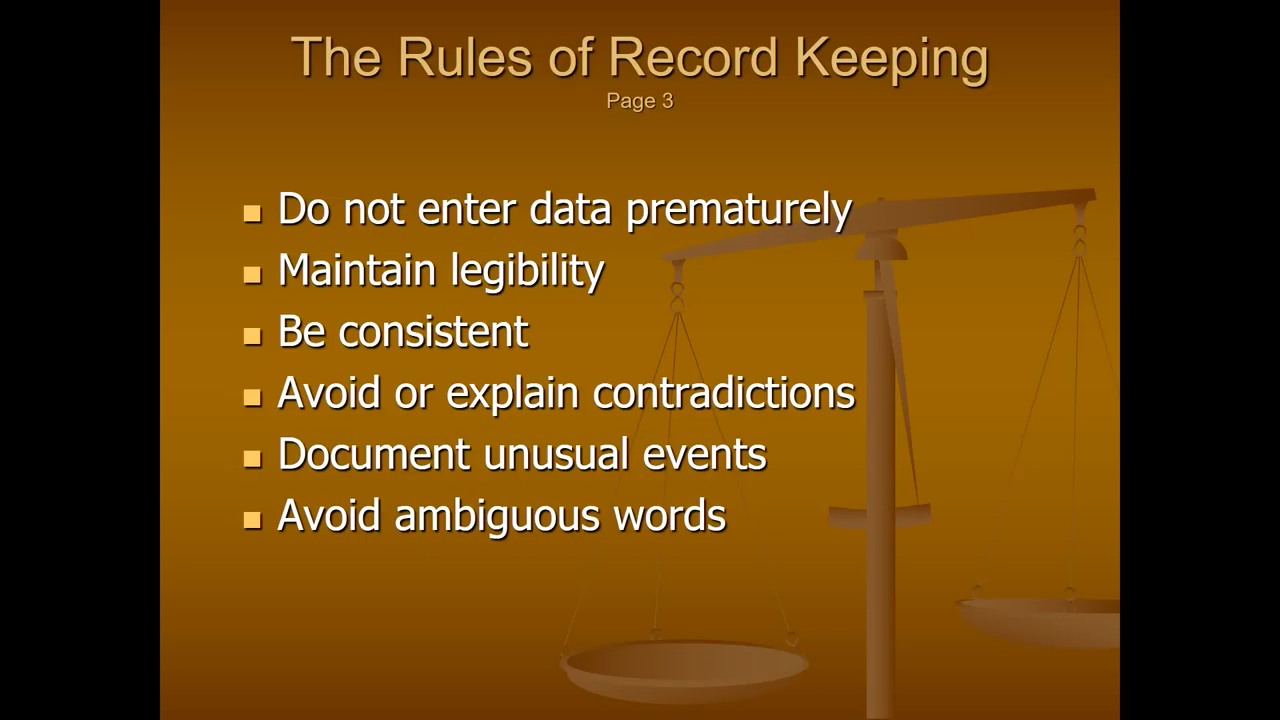 The Rules of Record Keeping
Page 3
Do not enter data prematurely
Maintain legibility
Be consistent
Avoid or explain contradictions
Document unusual events
Avoid ambiguous words